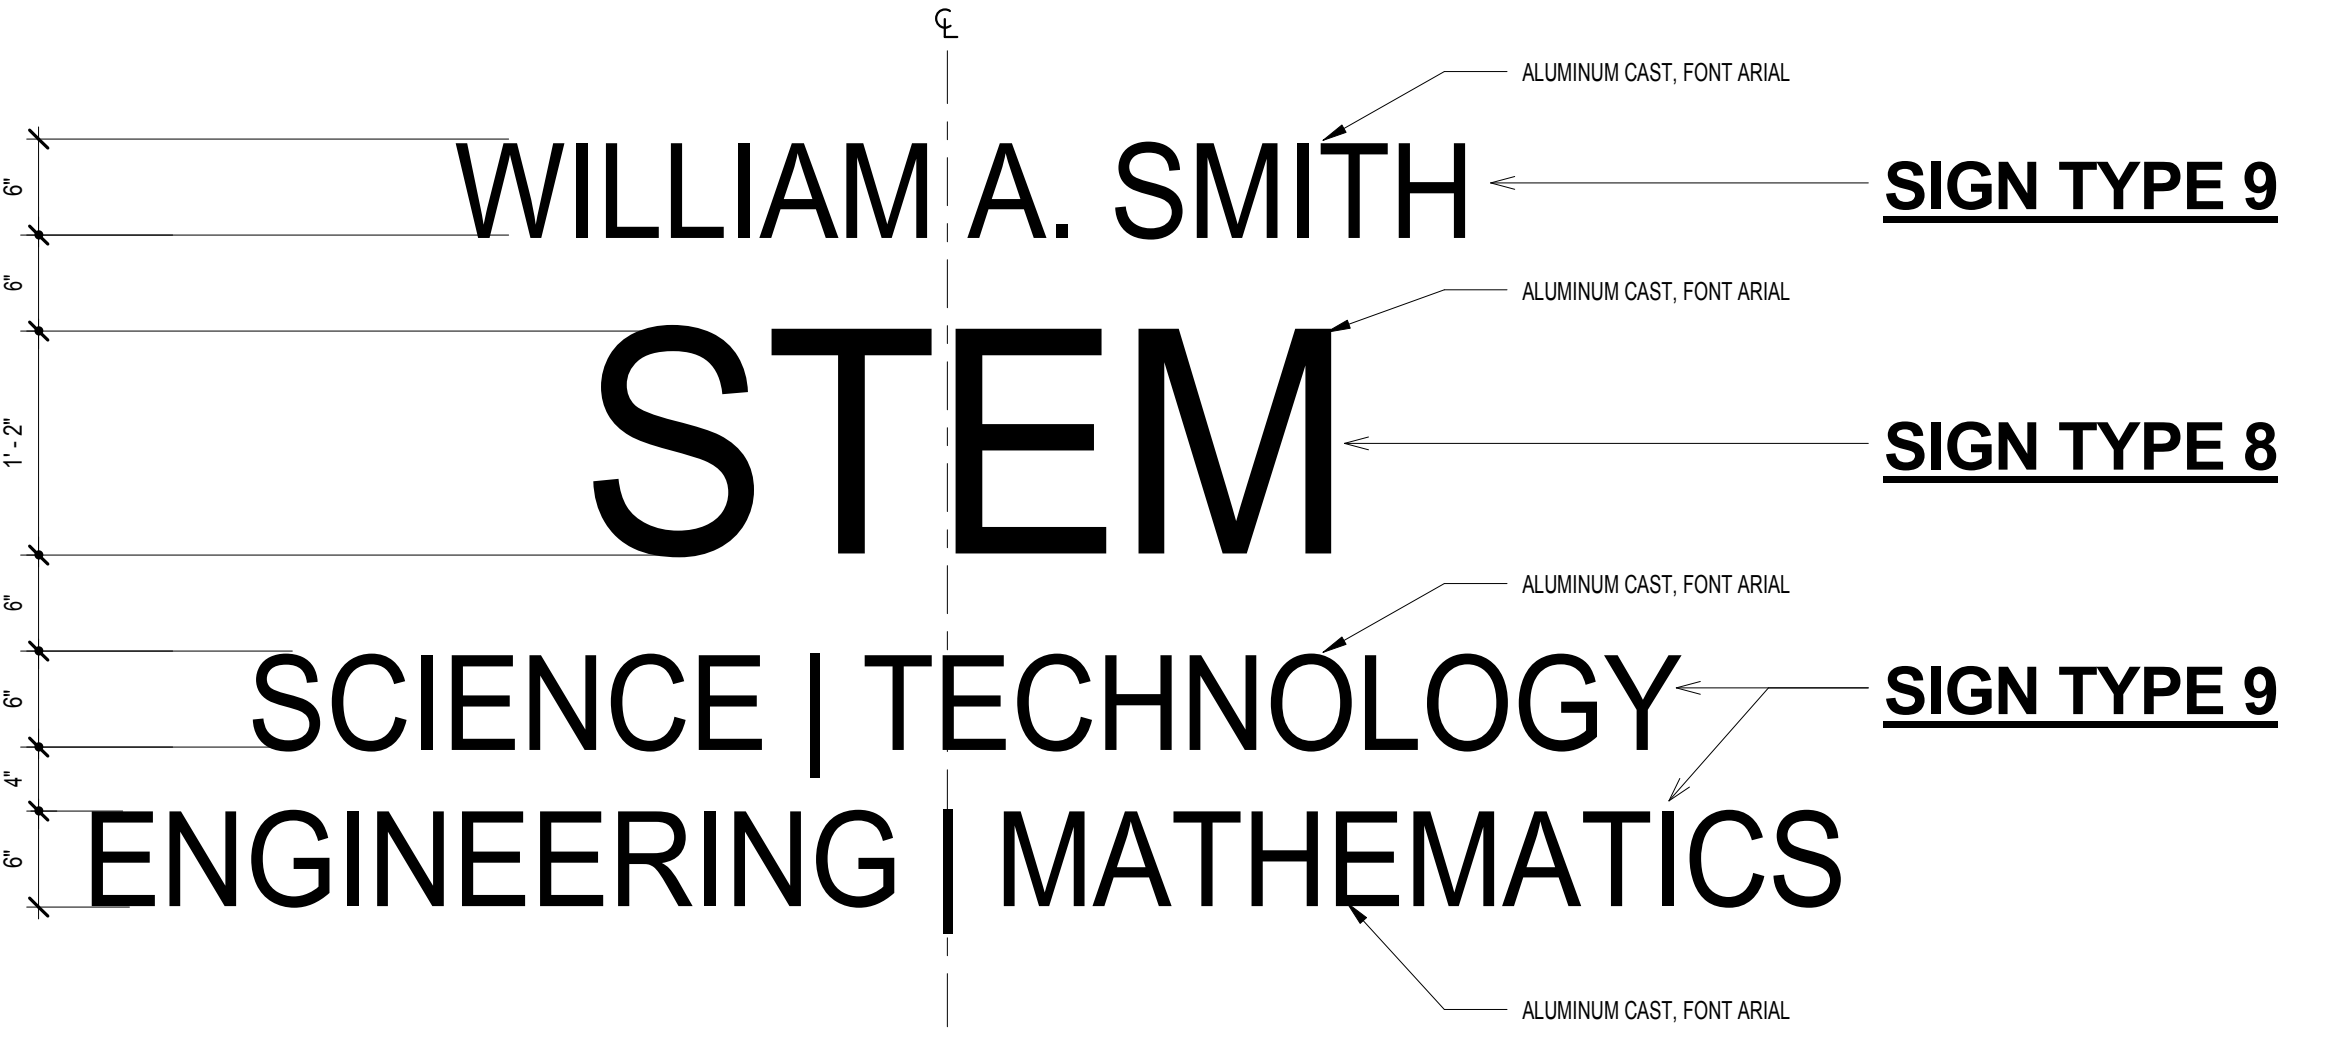 ℄
ALUMINUM CAST, FONT ARIAL
6"
WILLIAM A. SMITH
SIGN TYPE 9
6"
ALUMINUM CAST, FONT ARIAL
1' - 2"
STEM
SIGN TYPE 8
6"
ALUMINUM CAST, FONT ARIAL
6"
SCIENCE | TECHNOLOGY
SIGN TYPE 9
4"
6"
ENGINEERING | MATHEMATICS
ALUMINUM CAST, FONT ARIAL